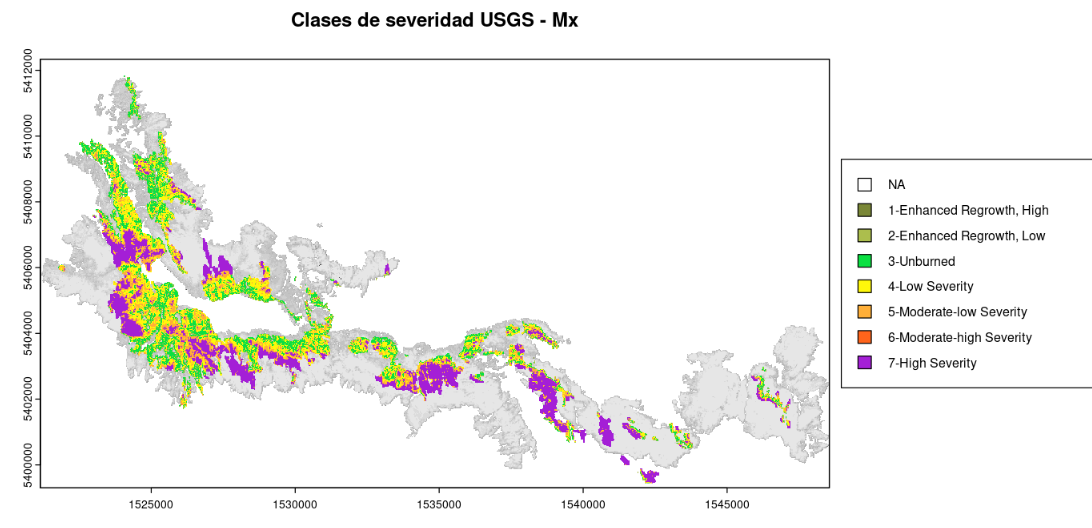 Clases de severidad USGS - Mx
5412000
5410000
5408000
5406000
5404000
5402000
5400000
1525000
1530000
1535000
1540000
1545000
NA
1-Enhanced Regrowth, High
2-Enhanced Regrowth, Low
3-Unburned
4-Low Severity
5-Moderate-low Severity
6-Moderate-high Severity
7-High Severity